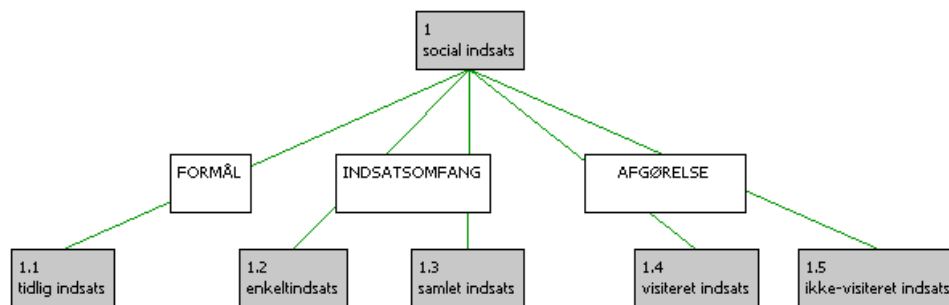 1
social indsats
FORMÅL
INDSATSOMFANG
AFGØRELSE
1.1
tidlig indsats
1.2
enkeltindsats
1.3
samlet indsats
1.4
visiteret indsats
1.5
ikke-visiteret indsats